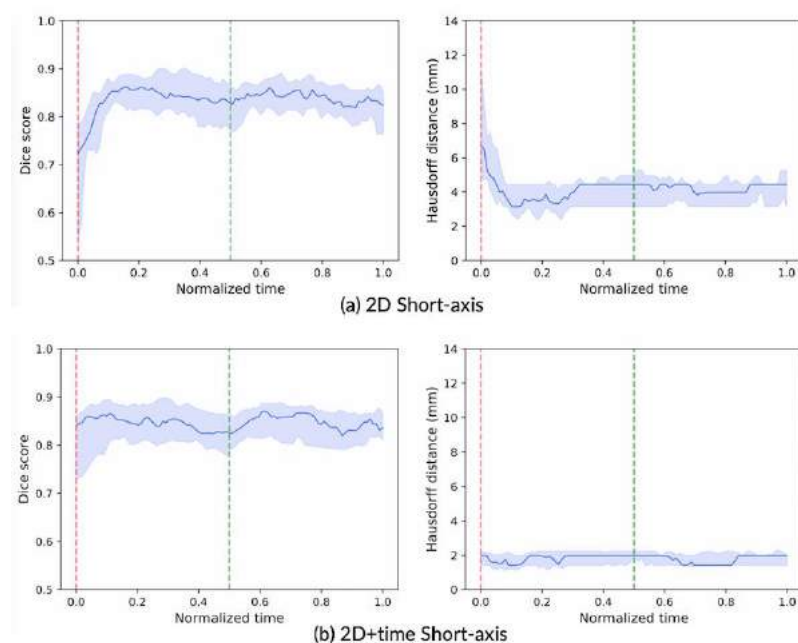 1.0
0.9
0.8
0.7
0.6
0.5
Dice score
0.0 0.2 0.4 0.6 0.8 1.0
Normalized time
14
12
10
8
6
4
2
0
Hausdorff distance (mm)
0.0 0.2 0.4 0.6 0.8 1.0
Normalized time
(a) 2D Short-axis
1.0
0.9
0.8
0.7
0.6
0.5
Dice score
0.0 0.2 0.4 0.6 0.8 1.0
Normalized time
14
12
10
8
6
4
2
0
Hausdorff distance (mm)
0.0 0.2 0.4 0.6 0.8 1.0
Normalized time
(b) 2D+time Short-axis